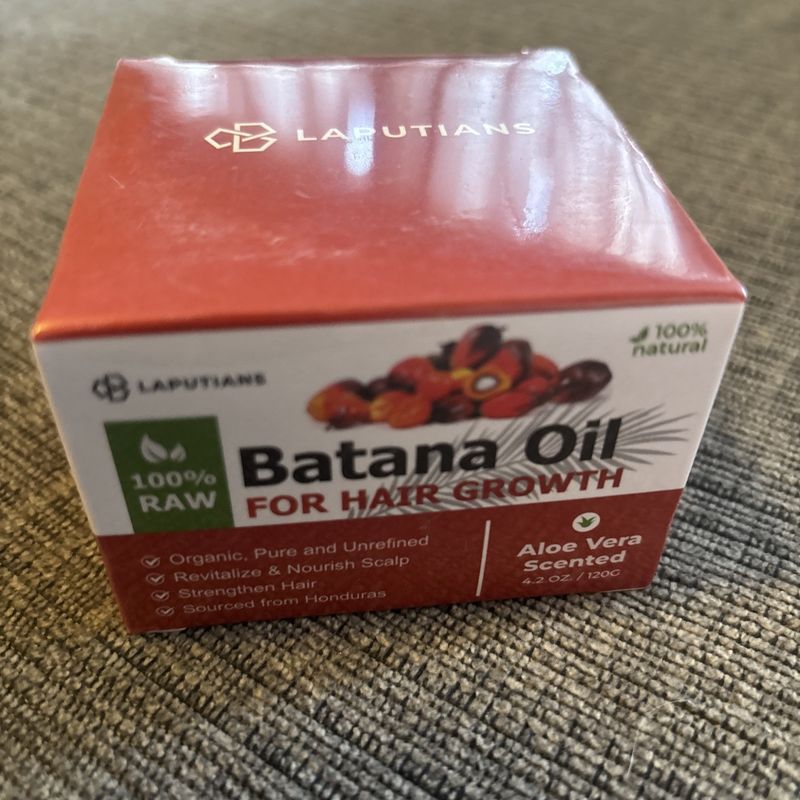 LAPUTIANS
LAPUTIANS
100%
natural
100%
RAW
Batana Oil
FOR HAIR GROWTH
Organic, Pure and Unrefined
Revitalize & Nourish Scalp
Strengthen Hair
Sourced from Honduras
Aloe Vera
Scented
4.2 OZ. / 120G